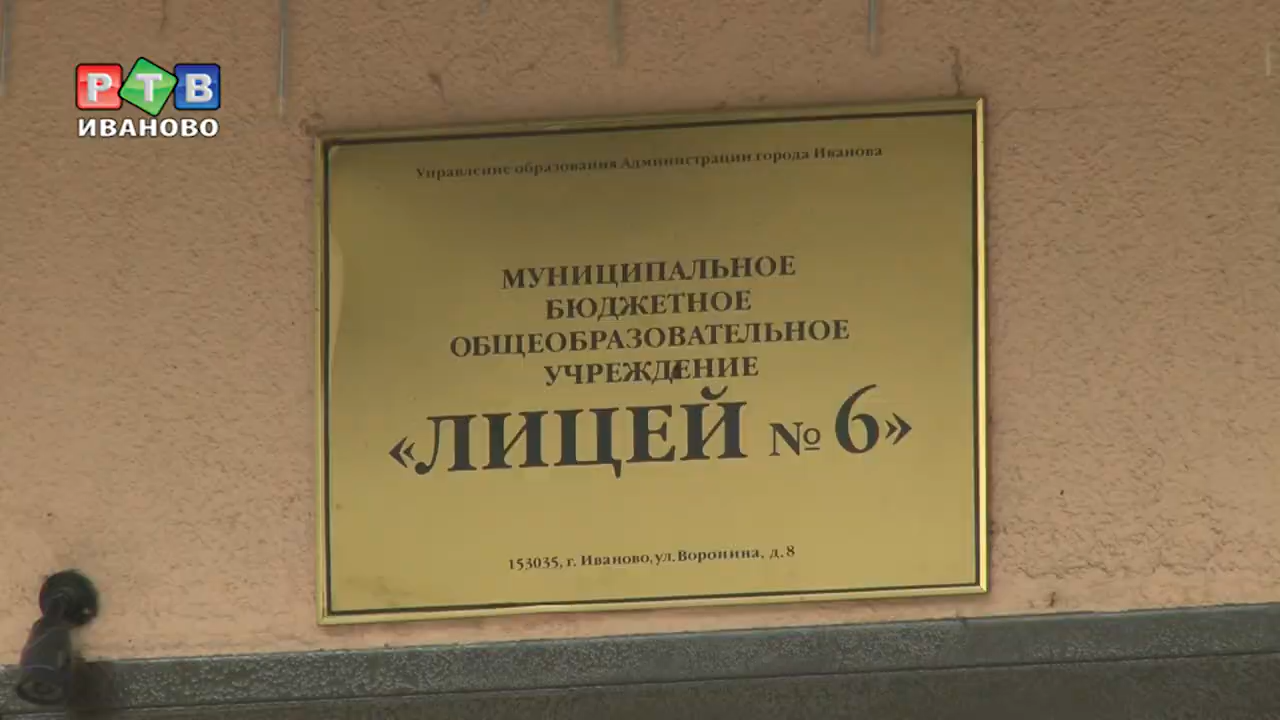 РТВ
ИВАНОВО
Управление образования Администрации города Иванова
МУНИЦИПАЛЬНОЕ
БЮДЖЕТНОЕ
ОБЩЕОБРАЗОВАТЕЛЬНОЕ
УЧРЕЖДЕНИЕ
«ЛИЦЕЙ № 6»
153035, г. Иваново, ул. Воронина, д. 8